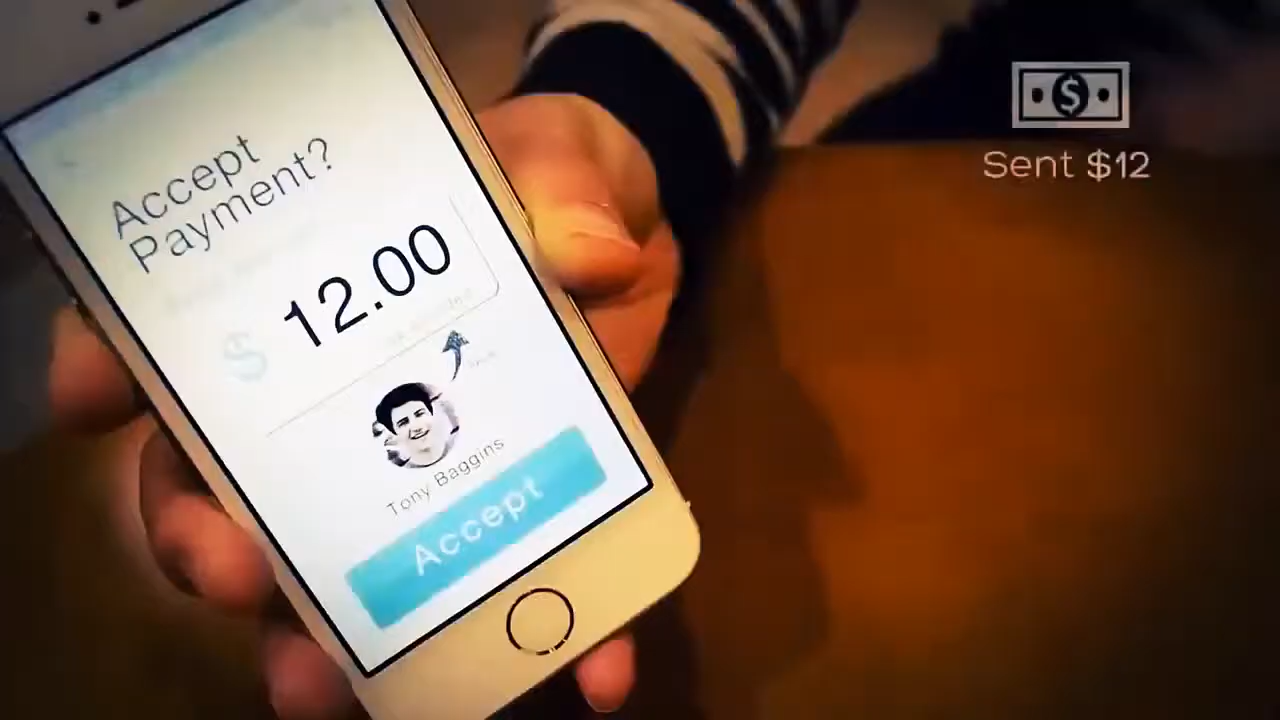 Accept
Payment?
$ 12.00
Tony Baggins
Accept
$
Sent $12